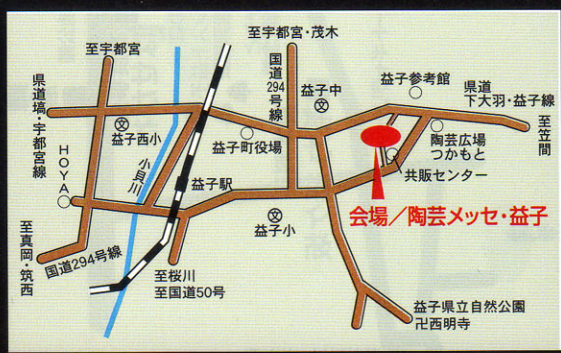 至宇都宮
至宇都宮・茂木
県道塙・宇都宮線
国道294号線
益子中
文
益子参考館
県道
下大羽・益子線
至笠間
文
益子西小
小貝川
HOYA
益子町役場
陶芸広場
つかもと
共販センター
益子駅
会場／陶芸メッセ・益子
文
益子小
至真岡・筑西
国道294号線
至桜川
至国道50号
益子県立自然公園
卍西明寺